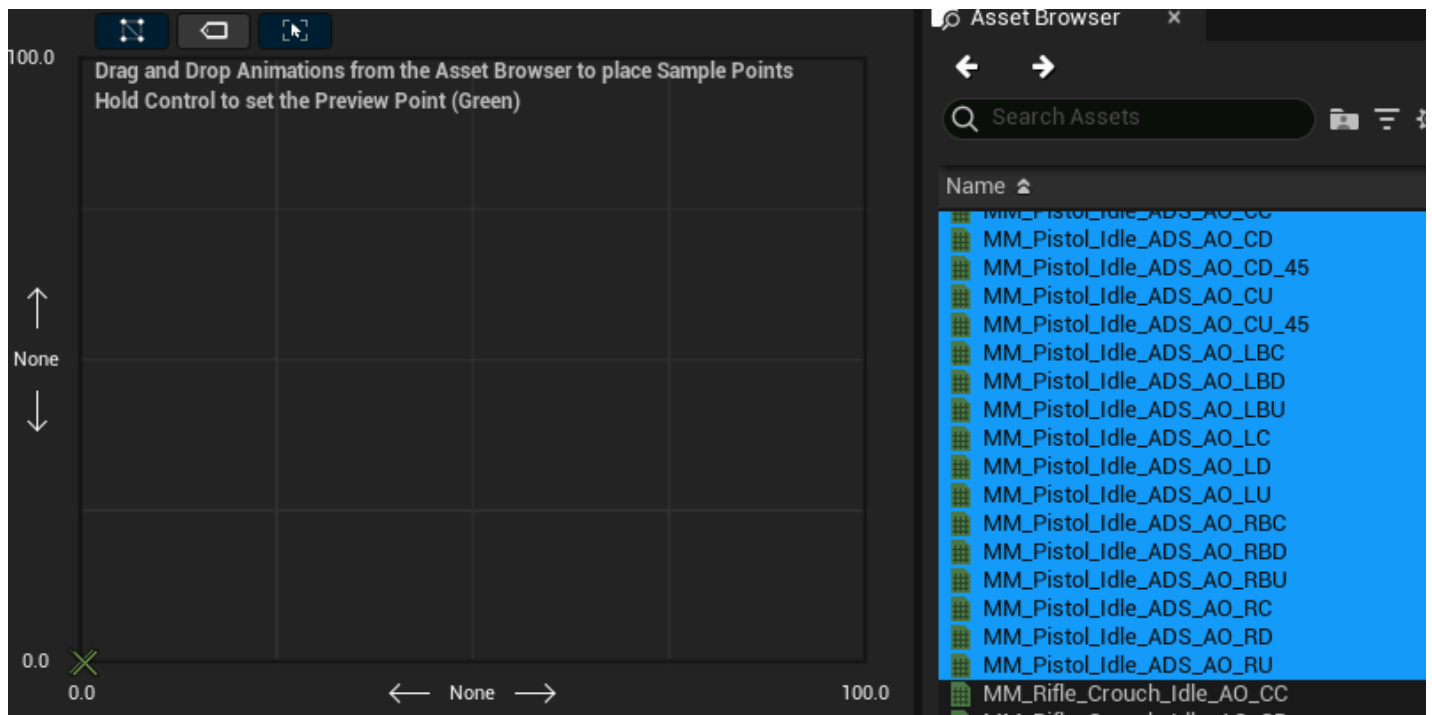 Asset Browser
100.0
Drag and Drop Animations from the Asset Browser to place Sample Points
Hold Control to set the Preview Point (Green)
Search Assets
Name
MM_Pistol_Idle_ADS_AO_CC
MM_Pistol_Idle_ADS_AO_CD
MM_Pistol_Idle_ADS_AO_CD_45
MM_Pistol_Idle_ADS_AO_CU
MM_Pistol_Idle_ADS_AO_CU_45
None
MM_Pistol_Idle_ADS_AO_LBC
MM_Pistol_Idle_ADS_AO_LBD
MM_Pistol_Idle_ADS_AO_LBU
MM_Pistol_Idle_ADS_AO_LC
MM_Pistol_Idle_ADS_AO_LD
MM_Pistol_Idle_ADS_AO_LU
MM_Pistol_Idle_ADS_AO_RBC
MM_Pistol_Idle_ADS_AO_RBD
MM_Pistol_Idle_ADS_AO_RBU
MM_Pistol_Idle_ADS_AO_RC
MM_Pistol_Idle_ADS_AO_RD
MM_Pistol_Idle_ADS_AO_RU
0.0
0.0
None
100.0
MM_Rifle_Crouch_Idle_AO_CC